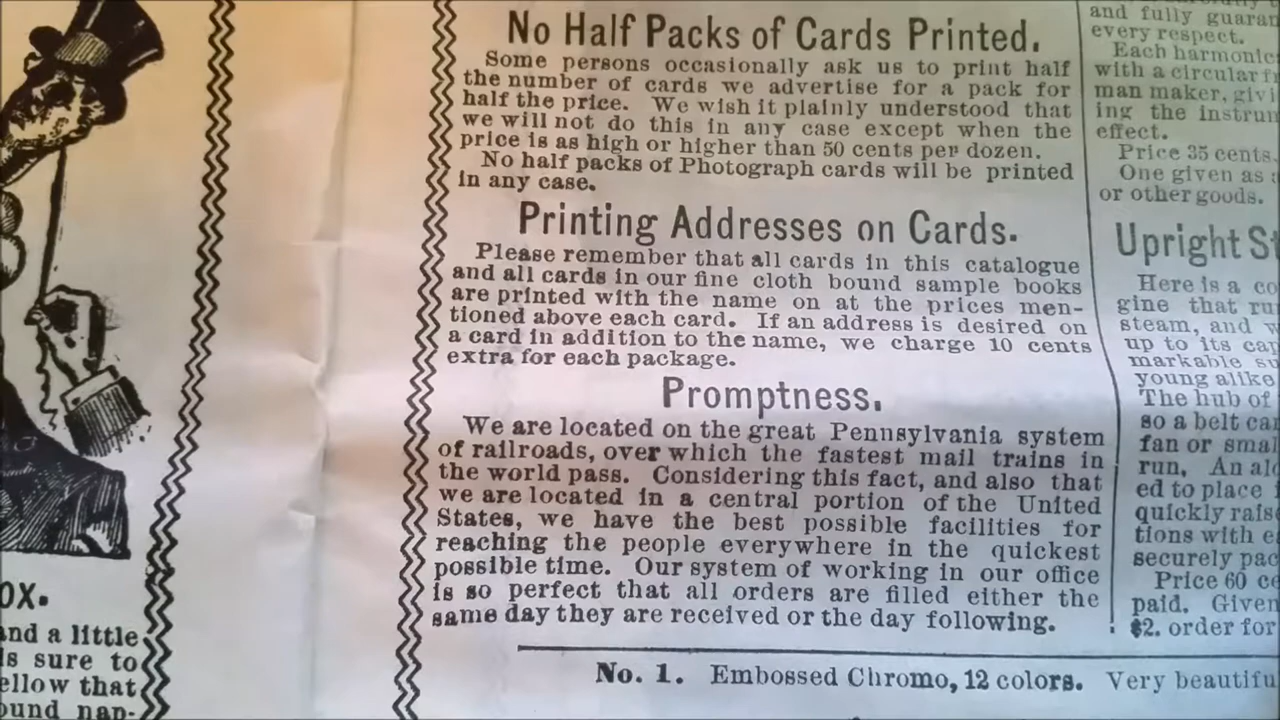 OX.
and a little
is sure to
ellow that
ound nap-
No Half Packs of Cards Printed.
Some persons occasionally ask us to print half
the number of cards we advertise for a pack for
half the price. We wish it plainly understood that
we will not do this in any case except when the
price is as high or higher than 50 cents per dozen.
No half packs of Photograph cards will be printed
in any case.
Printing Addresses on Cards.
Please remember that all cards in this catalogue
and all cards in our fine cloth bound sample books
are printed with the name on at the prices men-
tioned above each card. If an address is desired on
a card in addition to the name, we charge 10 cents
extra for each package.
Promptness.
We are located on the great Pennsylvania system
of railroads, over which the fastest mail trains in
the world pass. Considering this fact, and also that
we are located in a central portion of the United
States, we have the best possible facilities for
reaching the people everywhere in the quickest
possible time. Our system of working in our office
is so perfect that all orders are filled either the
same day they are received or the day following.
No. 1. Embossed Chromo, 12 colors. Very beautifu
and fully guaran
every respect.
Each harmonic
with a circular fr
man maker, givi
ing the instrum
effect.
Price 35 cents.
One given as a
or other goods.
Upright St
Here is a co
gine that ru
steam, and w
up to its cap
markable su
young alike
The hub of
so a belt can
fan or smal
run. An alc
ed to place i
quickly raise
tions with e
securely pac
Price 60 ce
paid. Given
$2. order for